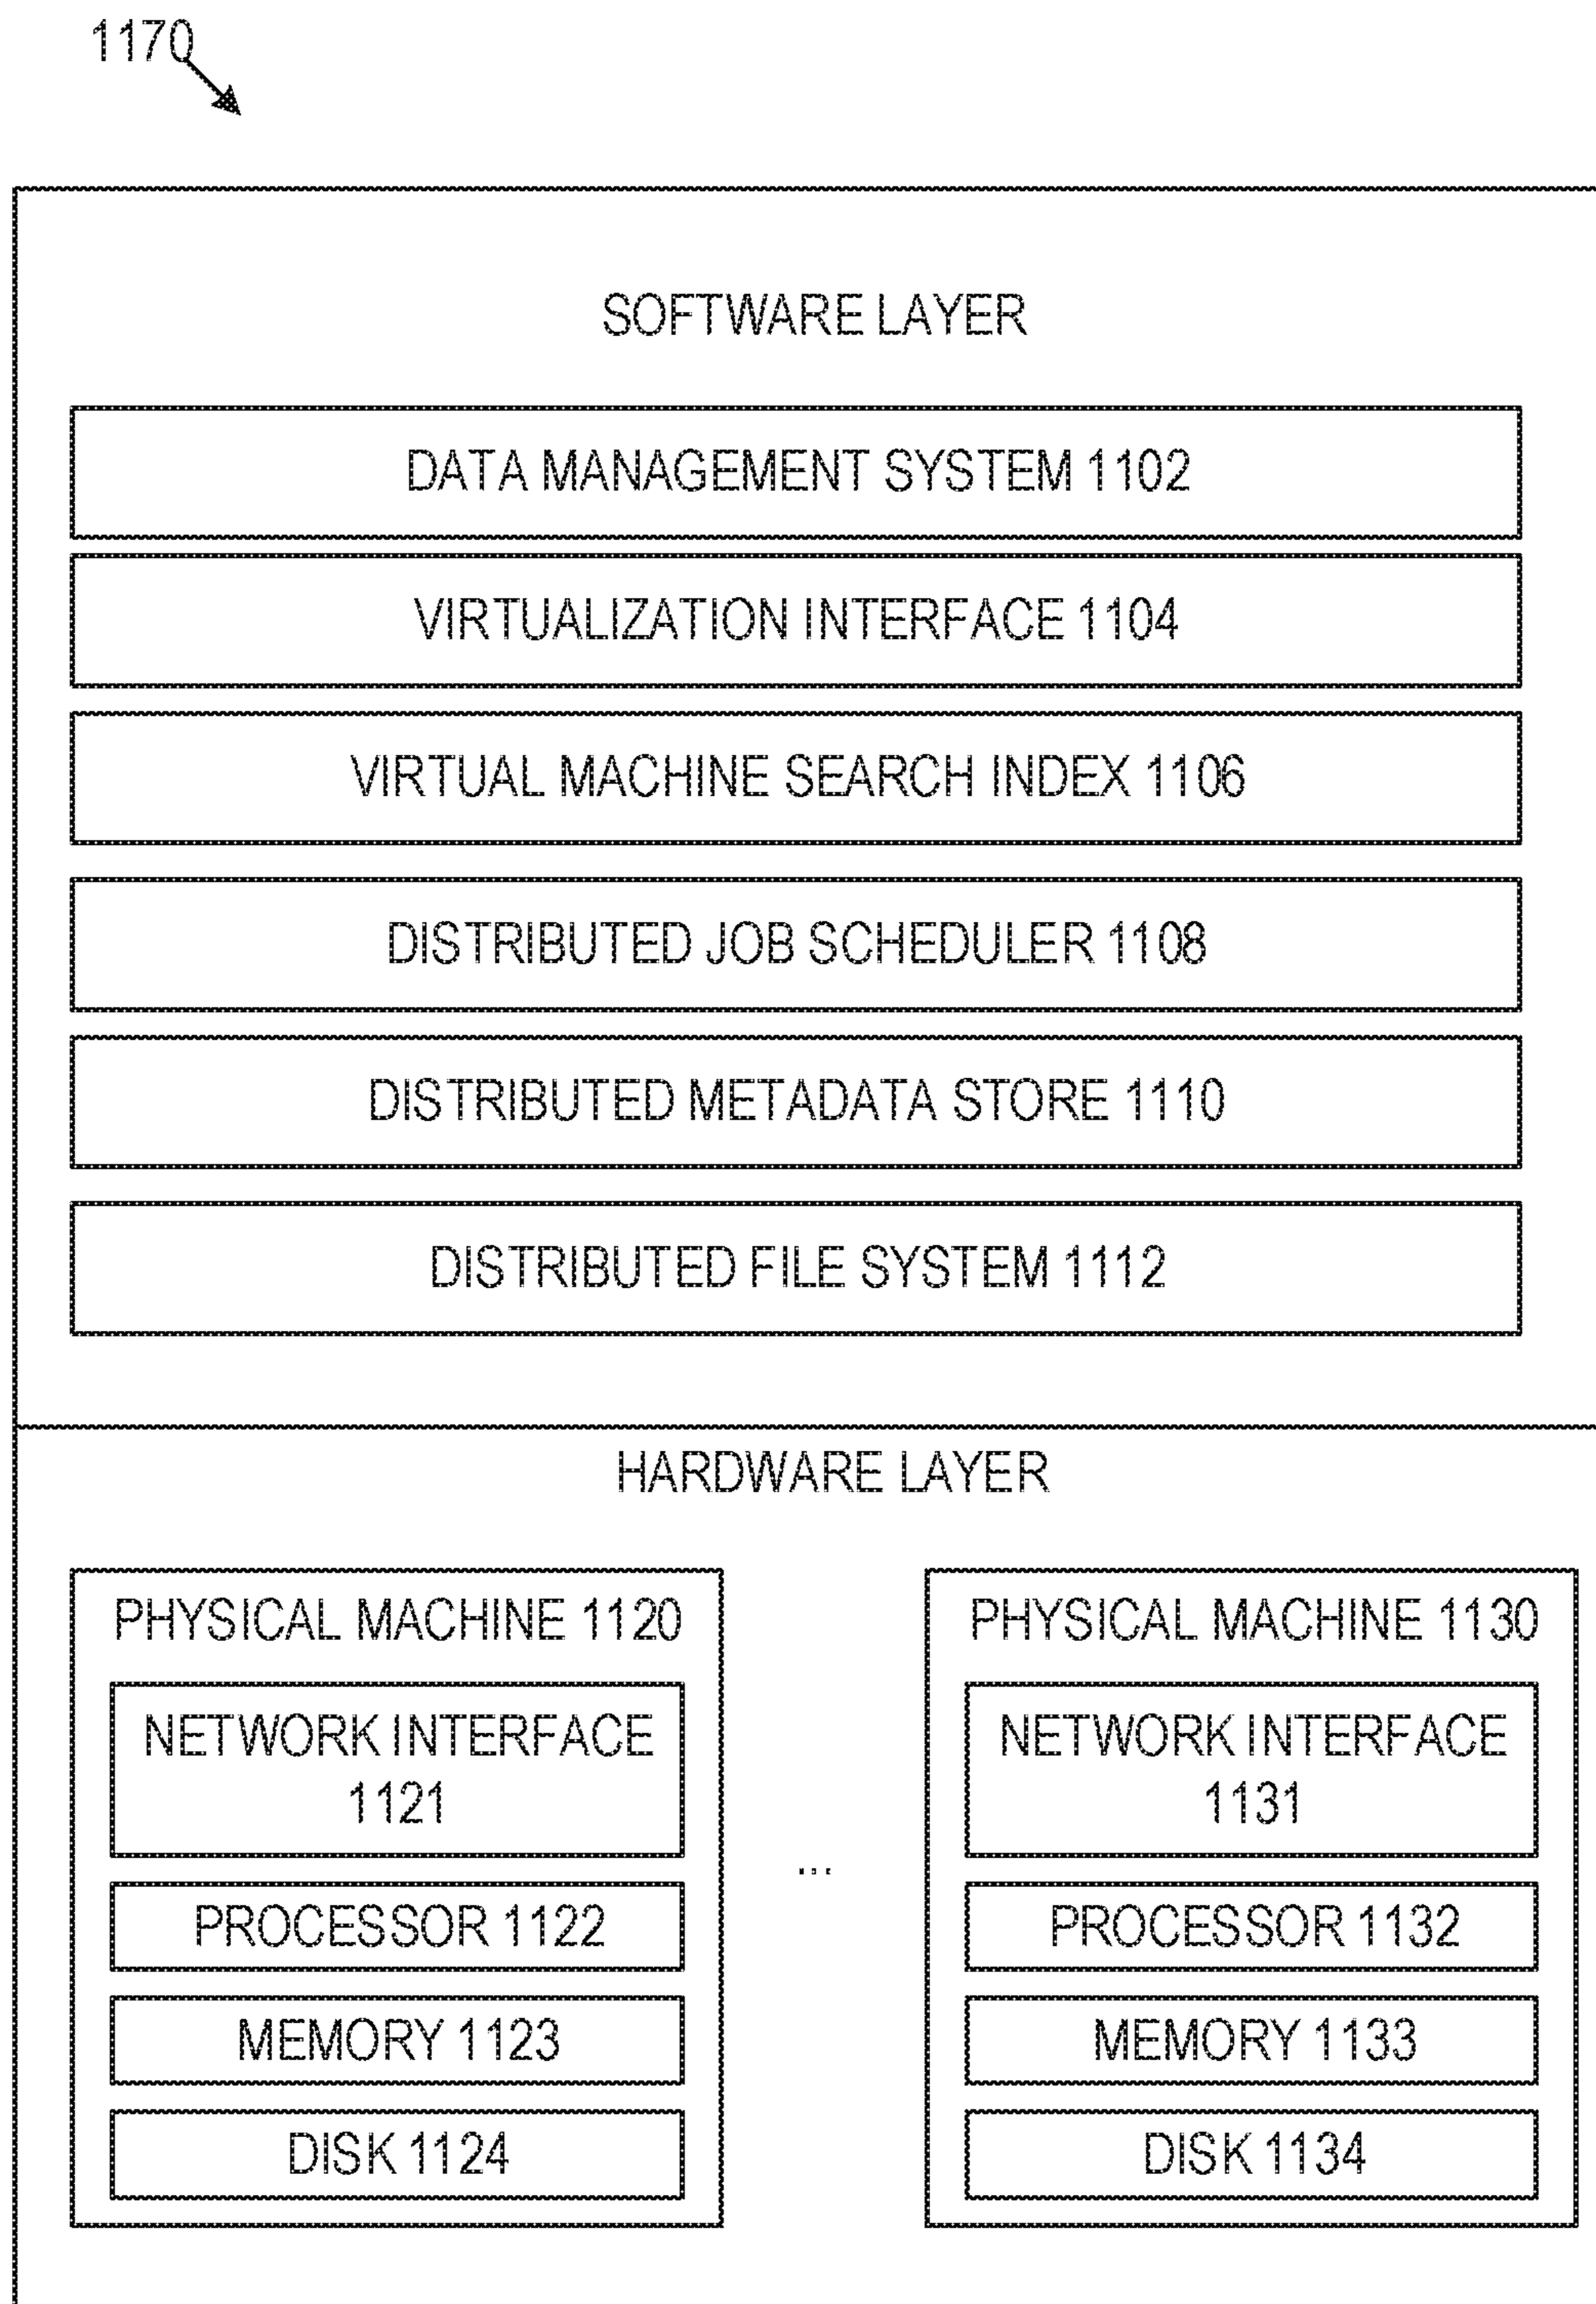 1170
SOFTWARE LAYER
DATA MANAGEMENT SYSTEM 1102
VIRTUALIZATION INTERFACE 1104
VIRTUAL MACHINE SEARCH INDEX 1106
DISTRIBUTED JOB SCHEDULER 1108
DISTRIBUTED METADATA STORE 1110
DISTRIBUTED FILE SYSTEM 1112
HARDWARE LAYER
PHYSICAL MACHINE 1120
NETWORK INTERFACE
1121
PROCESSOR 1122
MEMORY 1123
DISK 1124
...
PHYSICAL MACHINE 1130
NETWORK INTERFACE
1131
PROCESSOR 1132
MEMORY 1133
DISK 1134